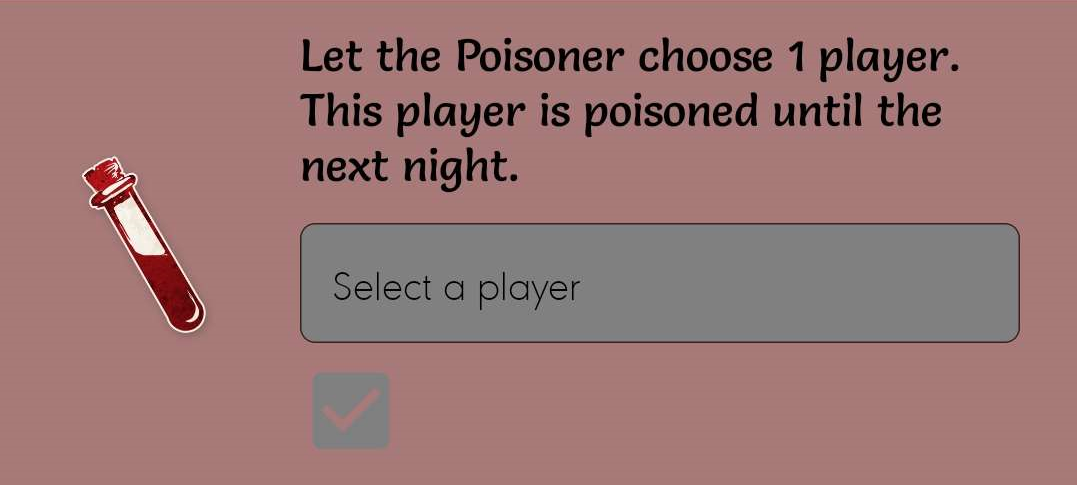 Let the Poisoner choose 1 player.
This player is poisoned until the
next night.
Select a player